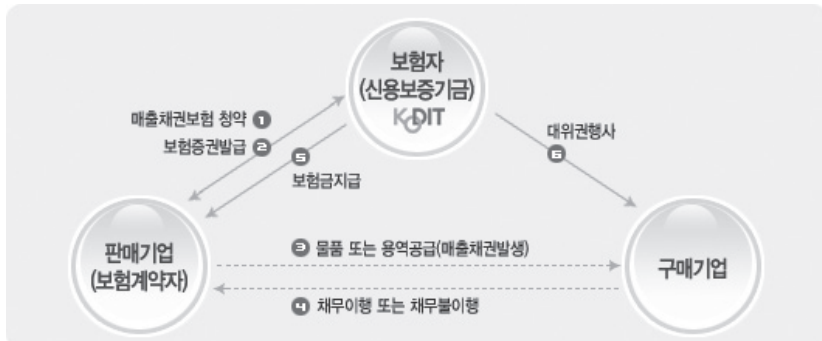 보험자
(신용보증기금)
KODIT
매출채권보험 청약 ❶
보험증권발급 ❷
❺
보험금지급
대위권행사
❻
판매기업
(보험계약자)
❸ 물품 또는 용역공급(매출채권발생)
❹ 채무이행 또는 채무불이행
구매기업